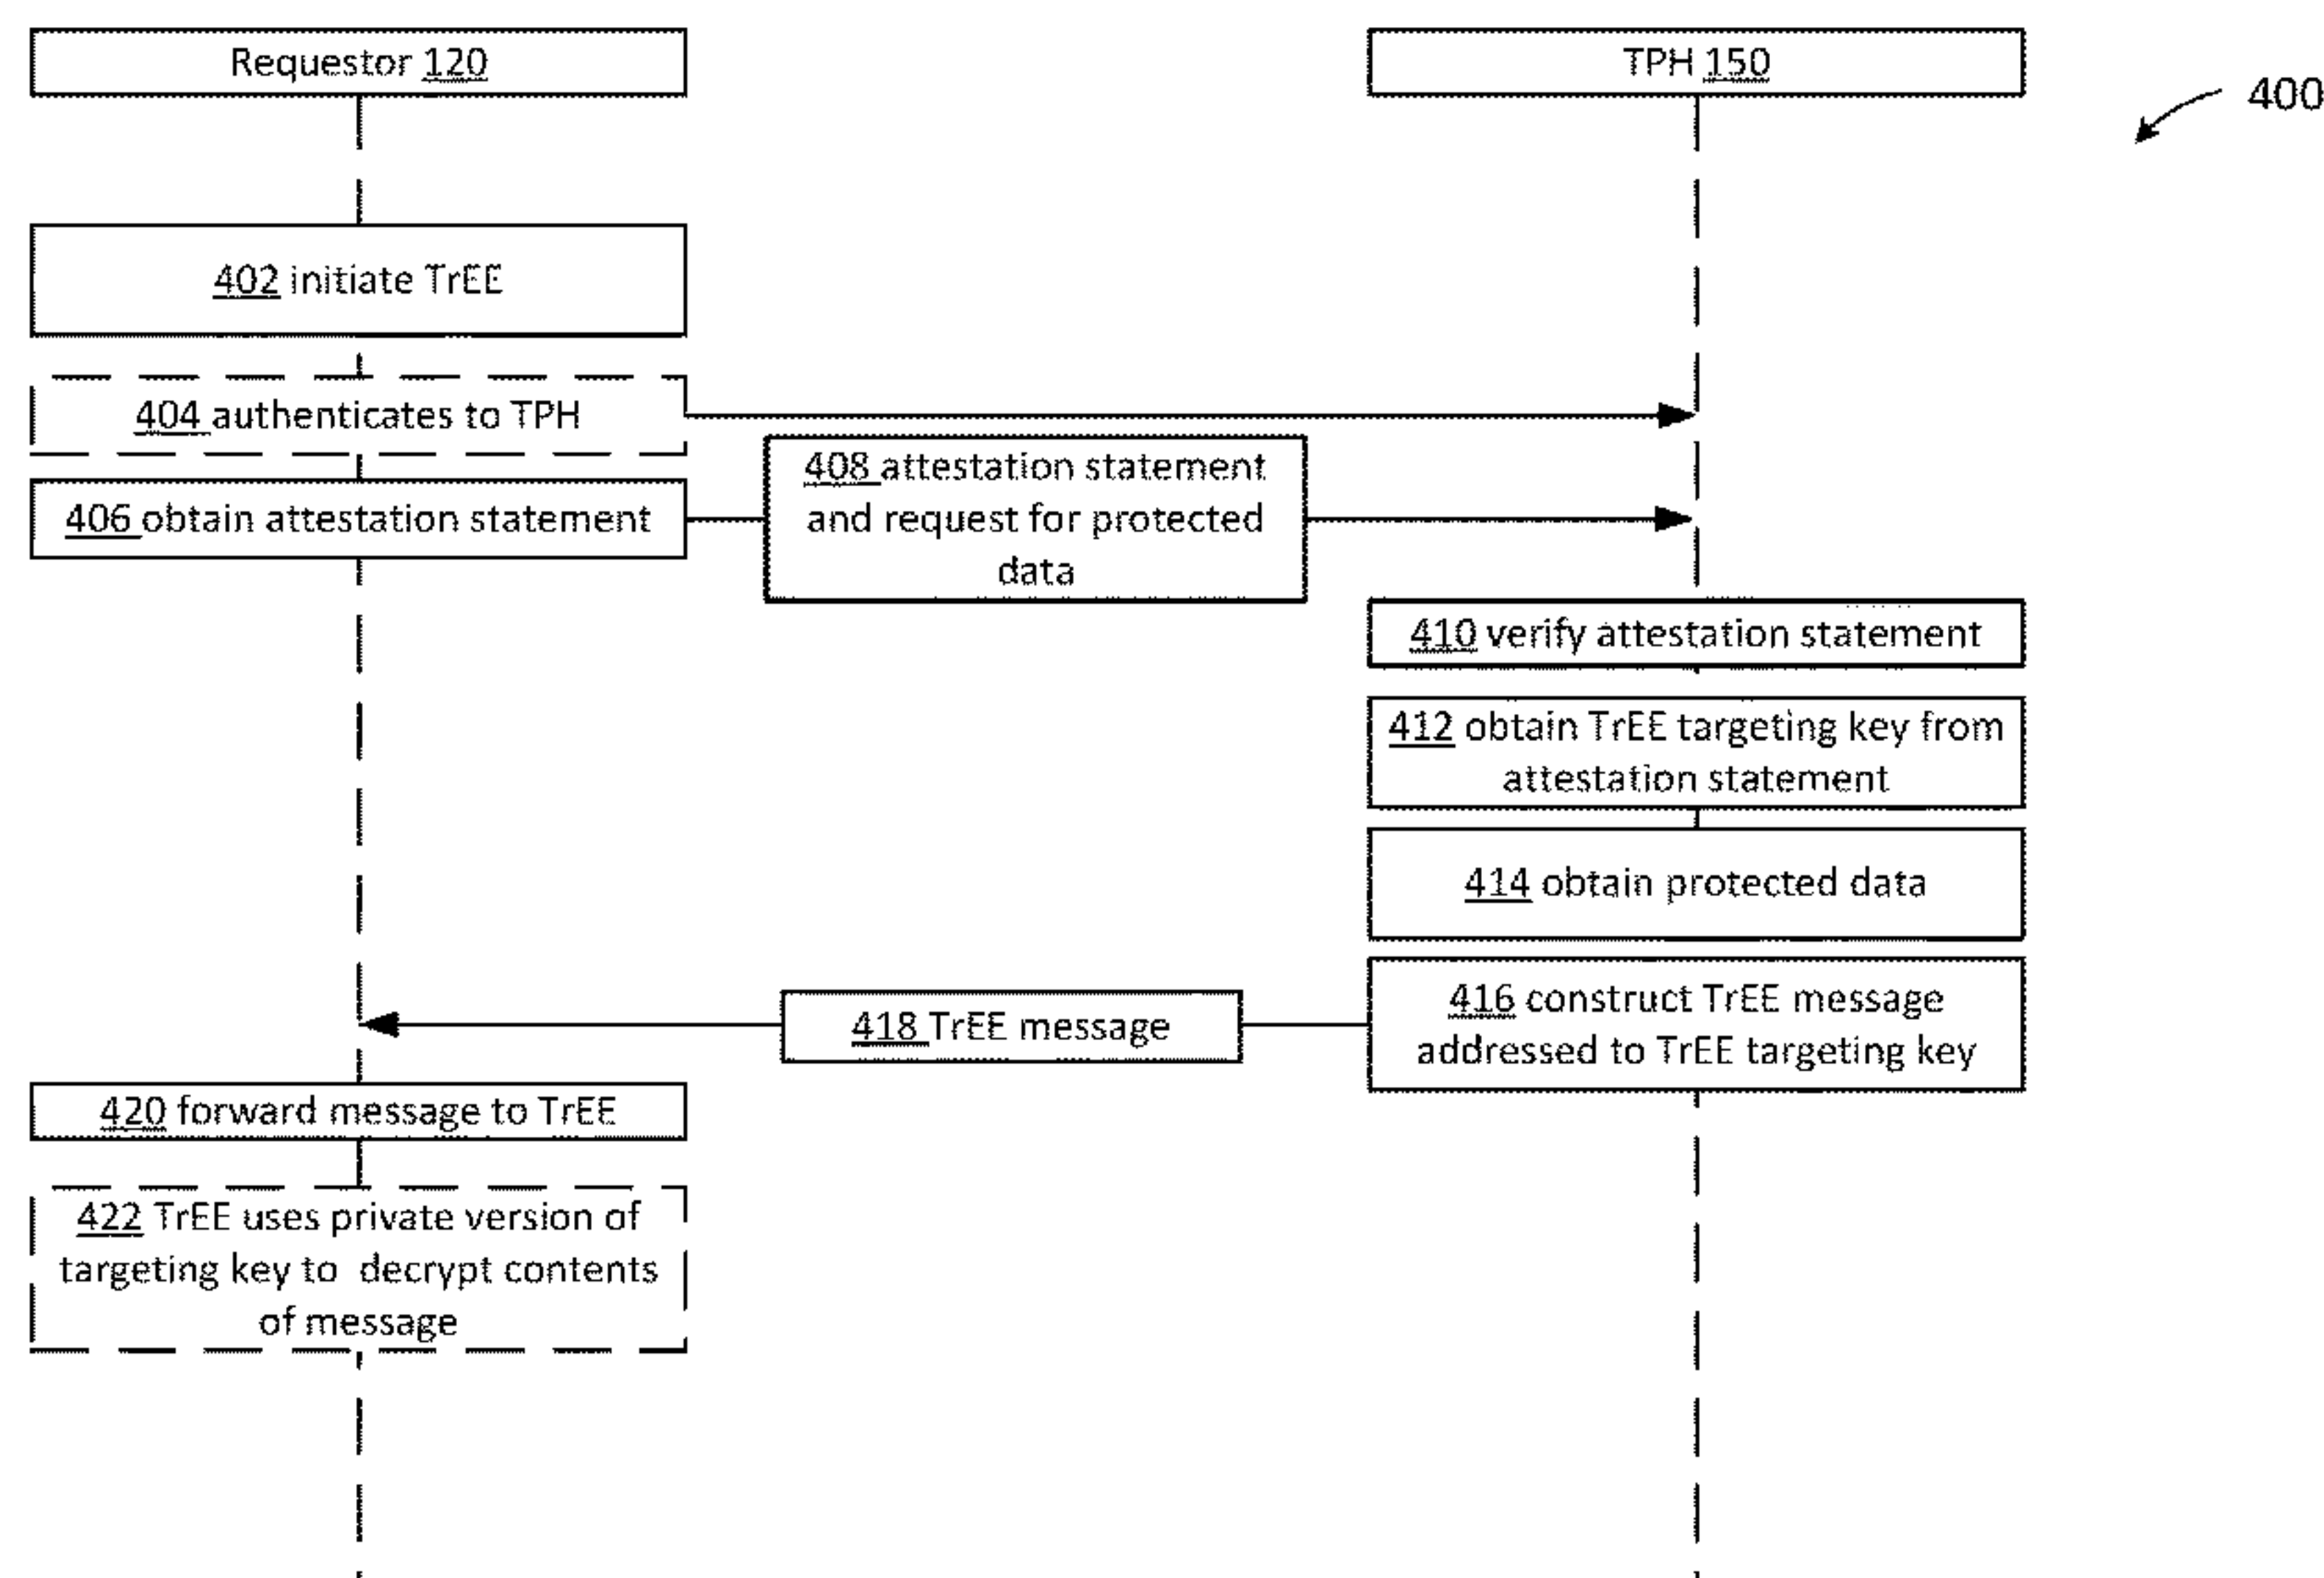 Requestor 120
TPH 150
400
402 initiate TrEE
404 authenticates to TPH
408 attestation statement
and request for protected
data
406 obtain attestation statement
410 verify attestation statement
412 obtain TrEE targeting key from
attestation statement
414 obtain protected data
416 construct TrEE message
addressed to TrEE targeting key
418 TrEE message
420 forward message to TrEE
422 TrEE uses private version of
targeting key to decrypt contents
of message